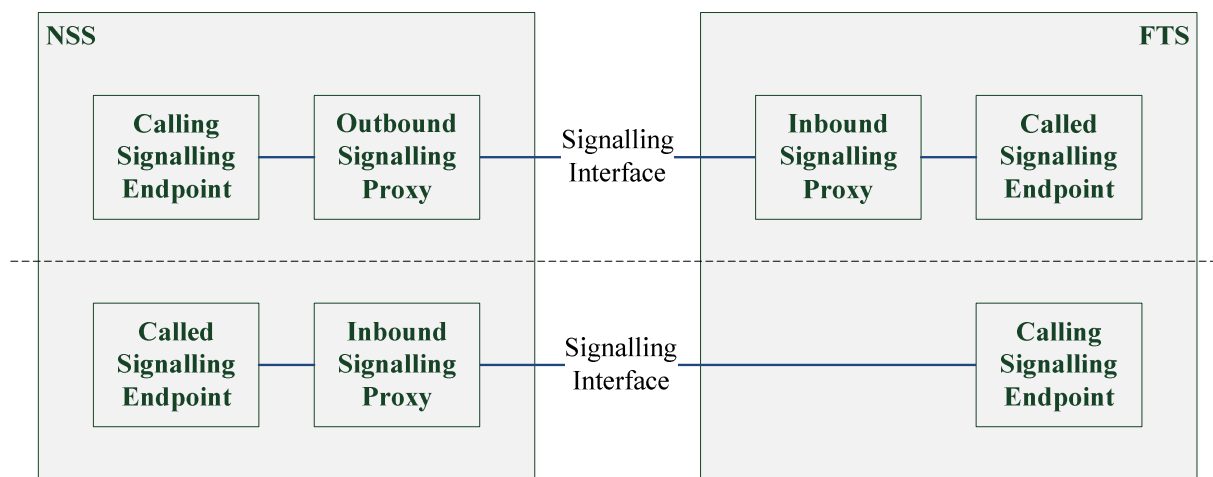 NSS
FTS
Calling
Signalling
Endpoint
Outbound
Signalling
Proxy
Signalling
Interface
Inbound
Signalling
Proxy
Called
Signalling
Endpoint
Called
Signalling
Endpoint
Inbound
Signalling
Proxy
Signalling
Interface
Calling
Signalling
Endpoint